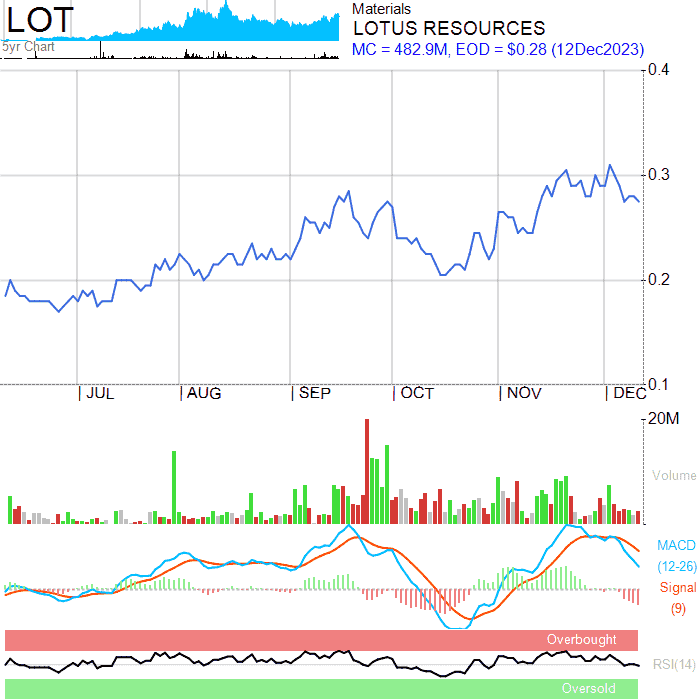 LOT
5yr Chart
Materials
LOTUS RESOURCES
MC = 482.9M, EOD = $0.28 (12Dec2023)
0.4
0.3
0.2
0.1
JUL
AUG
SEP
OCT
NOV
DEC
20M
Volume
MACD
(12-26)
Signal
(9)
Overbought
RSI(14)
Oversold